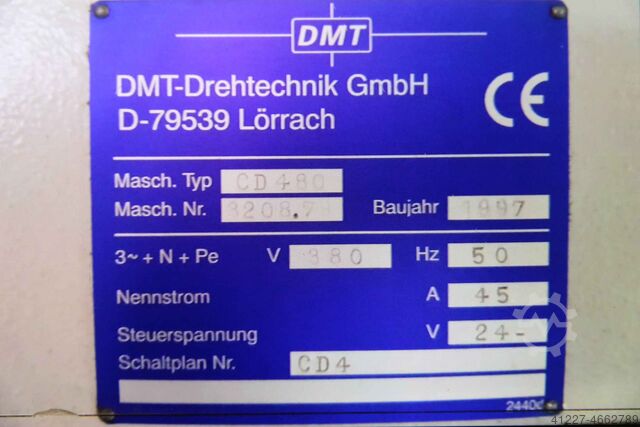 DMT
DMT-Drehtechnik GmbH
D-79539 Lörrach
CE
Masch. Typ CD480
Masch. Nr. Baujahr 1997
3~ + N + Pe V 380 Hz 50
Nennstrom A 45
Steuerspannung V 24-
Schaltplan Nr. CD4
2440d
41227-4662789